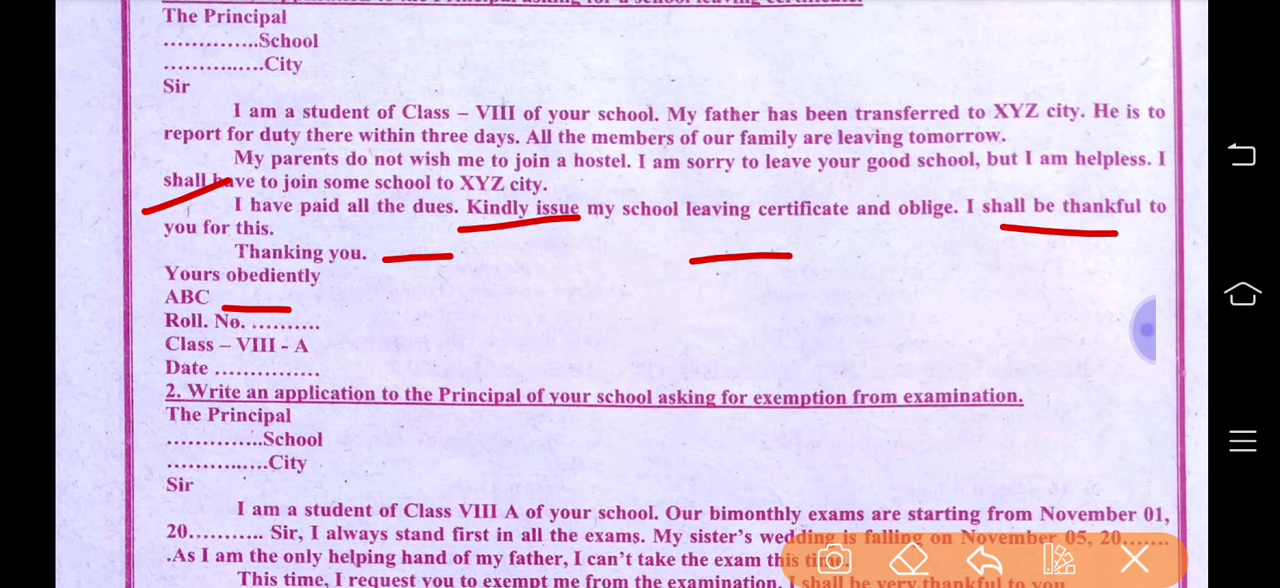 The Principal
…………..School
………..….City
Sir
I am a student of Class – VIII of your school. My father has been transferred to XYZ city. He is to
report for duty there within three days. All the members of our family are leaving tomorrow.
My parents do not wish me to join a hostel. I am sorry to leave your good school, but I am helpless. I
shall have to join some school to XYZ city.
I have paid all the dues. Kindly issue my school leaving certificate and oblige. I shall be thankful to
you for this.
Thanking you.
Yours obediently
ABC
Roll. No. ……….
Class – VIII - A
Date ………….
2. Write an application to the Principal of your school asking for exemption from examination.
The Principal
…………..School
………..….City
Sir
I am a student of Class VIII A of your school. Our bimonthly exams are starting from November 01,
20……….. Sir, I always stand first in all the exams. My sister's wedding is falling on November 05, 20…….
.As I am the only helping hand of my father, I can't take the exam this time.
This time, I request you to exempt me from the examination. I shall be very thankful to you